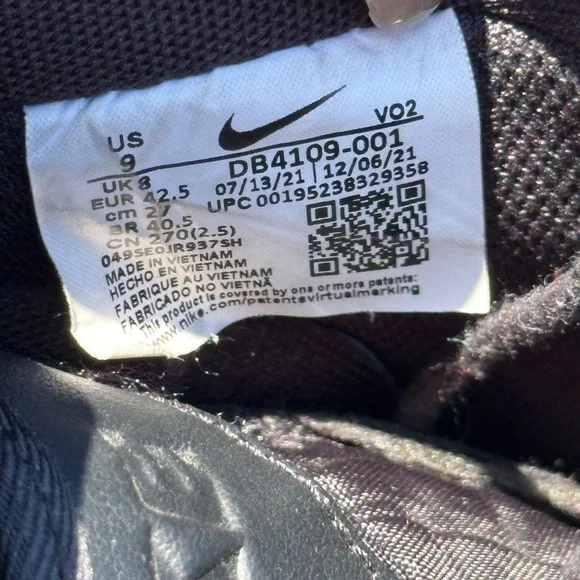 US
9
VO2
UK 8
DB4109-001
EUR 42.5
07/13/21 12/06/21
cm 27
UPC 00195238329358
BR 40.5
CN 270(2.5)
049SE0JR937SH
MADE IN VIETNAM
HECHO EN VIETNAM
FABRIQUE AU VIETNAM
FABRICADO NO VIETNÃ
This product is covered by one or more patents:
www.nike.com/patentsvirtualmarking